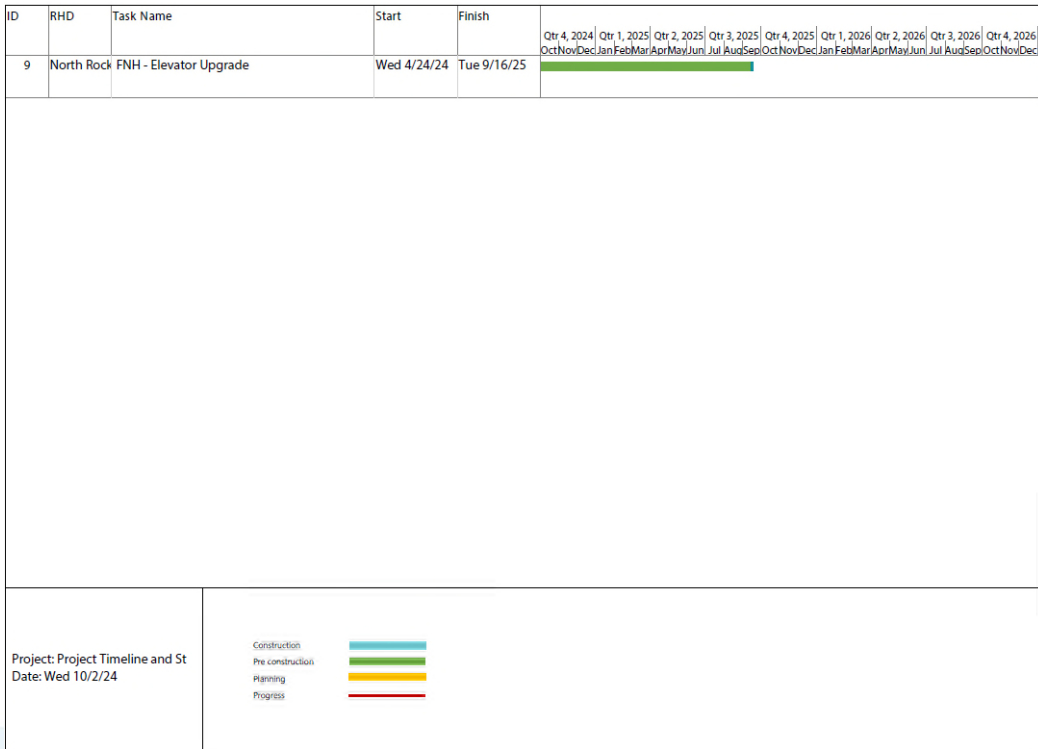 ID RHD Task Name Start Finish
Qtr 4, 2024 Qtr 1, 2025 Qtr 2, 2025 Qtr 3, 2025 Qtr 4, 2025 Qtr 1, 2026 Qtr 2, 2026 Qtr 3, 2026 Qtr 4, 2026
Oct Nov Dec Jan Feb Mar Apr May Jun Jul Aug Sep Oct Nov Dec Jan Feb Mar Apr May Jun Jul Aug Sep Oct Nov Dec
9 North Rock FNH - Elevator Upgrade Wed 4/24/24 Tue 9/16/25
Construction
Pre construction
Planning
Progress
Project: Project Timeline and St
Date: Wed 10/2/24